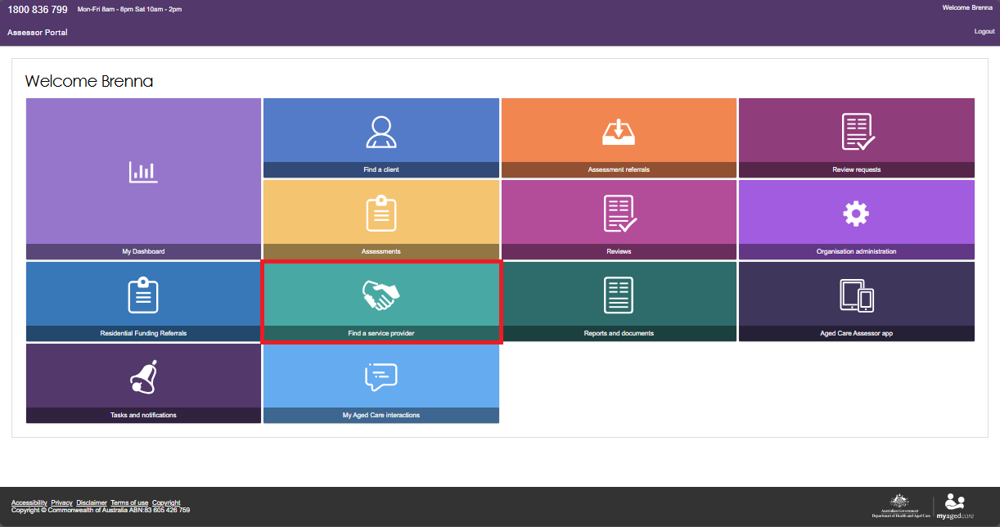 1800 836 799 Mon-Fri 8am - 8pm Sat 10am - 2pm
Welcome Brenna
Assessor Portal
Logout
Welcome Brenna
Find a client
Assessment referrals
Review requests
My Dashboard
Assessments
Reviews
Organisation administration
Residential Funding Referrals
Find a service provider
Reports and documents
Aged Care Assessor app
Tasks and notifications
My Aged Care interactions
Accessibility Privacy Disclaimer Terms of use Copyright
Copyright © Commonwealth of Australia ABN:83 605 426 759
Australian Government
Department of Health and Aged Care
myagedcare